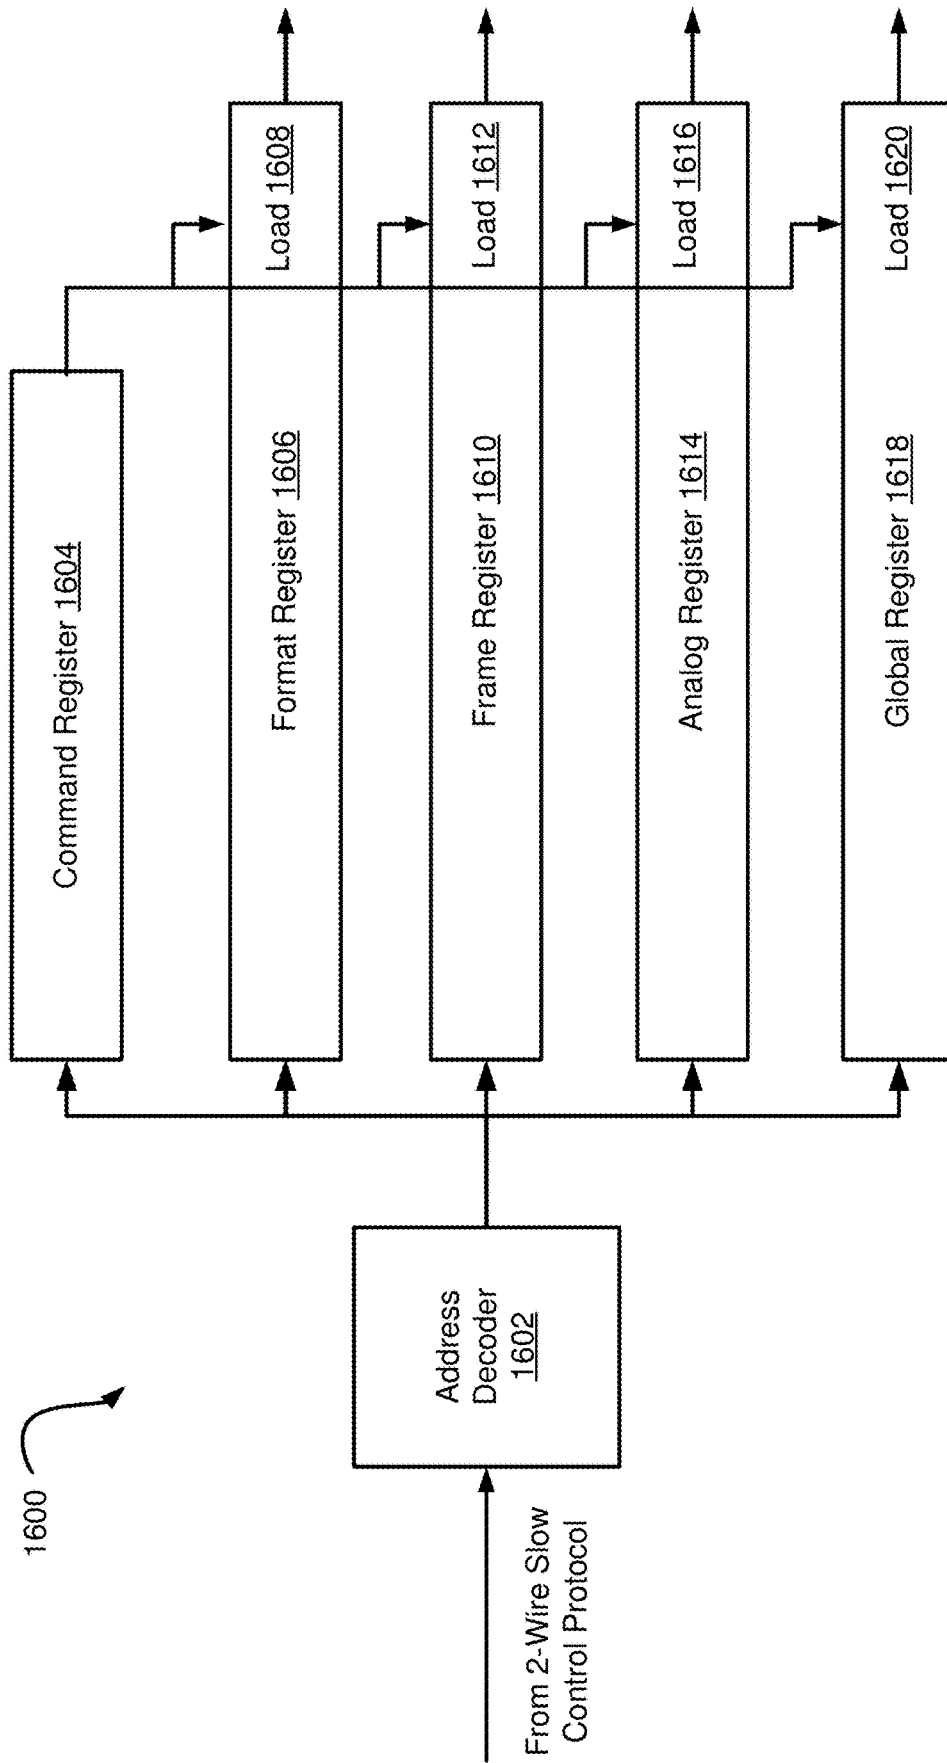 1600
From 2-Wire Slow
Control Protocol
Address
Decoder
1602
Command Register 1604
Format Register 1606
Load 1608
Frame Register 1610
Load 1612
Analog Register 1614
Load 1616
Global Register 1618
Load 1620